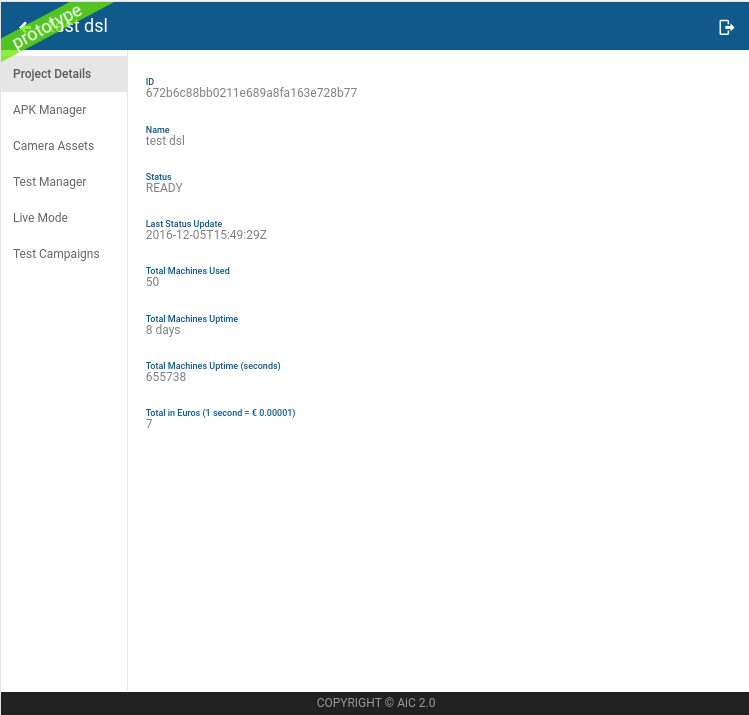 prototype
test dsl
Project Details
APK Manager
Camera Assets
Test Manager
Live Mode
Test Campaigns
ID
672b6c88bb0211e689a8fa163e728b77
Name
test dsl
Status
READY
Last Status Update
2016-12-05T15:49:29Z
Total Machines Used
50
Total Machines Uptime
8 days
Total Machines Uptime (seconds)
655738
Total in Euros (1 second = € 0.00001)
7
COPYRIGHT © AiC 2.0